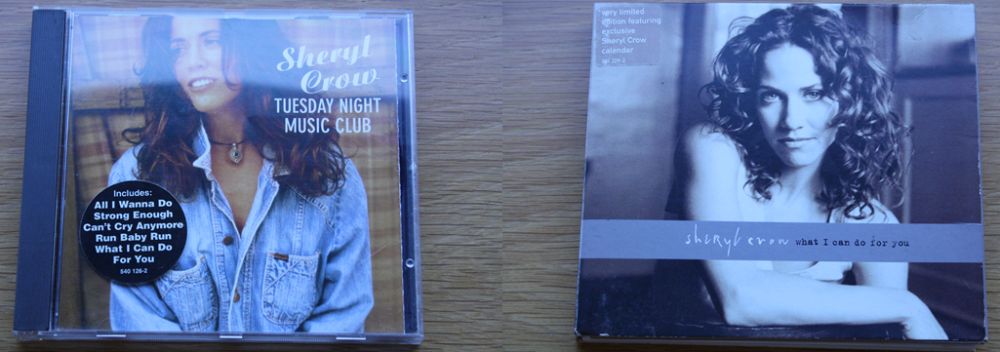 Sheryl
Crow
TUESDAY NIGHT
MUSIC CLUB
Includes:
All I Wanna Do
Strong Enough
Can't Cry Anymore
Run Baby Run
What I Can Do
For You
540 126-2
very limited
edition featuring
exclusive
Sheryl Crow
calendar
sheryl crow what I can do for you